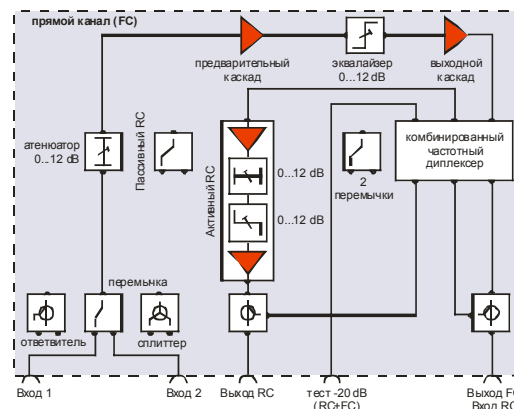 прямой канал (FC)
предварительный
каскад
эквалайзер
0...12 dB
выходной
каскад
атенюатор
0...12 dB
Пассивный RC
Активный RC
0...12 dB
0...12 dB
2
перемычки
комбинированный
частотный
диплексер
перемычка
ответвитель
сплиттер
Вход 1
Вход 2
Выход RC
тест -20 dB
(RC+FC)
Выход FC
Вход RC